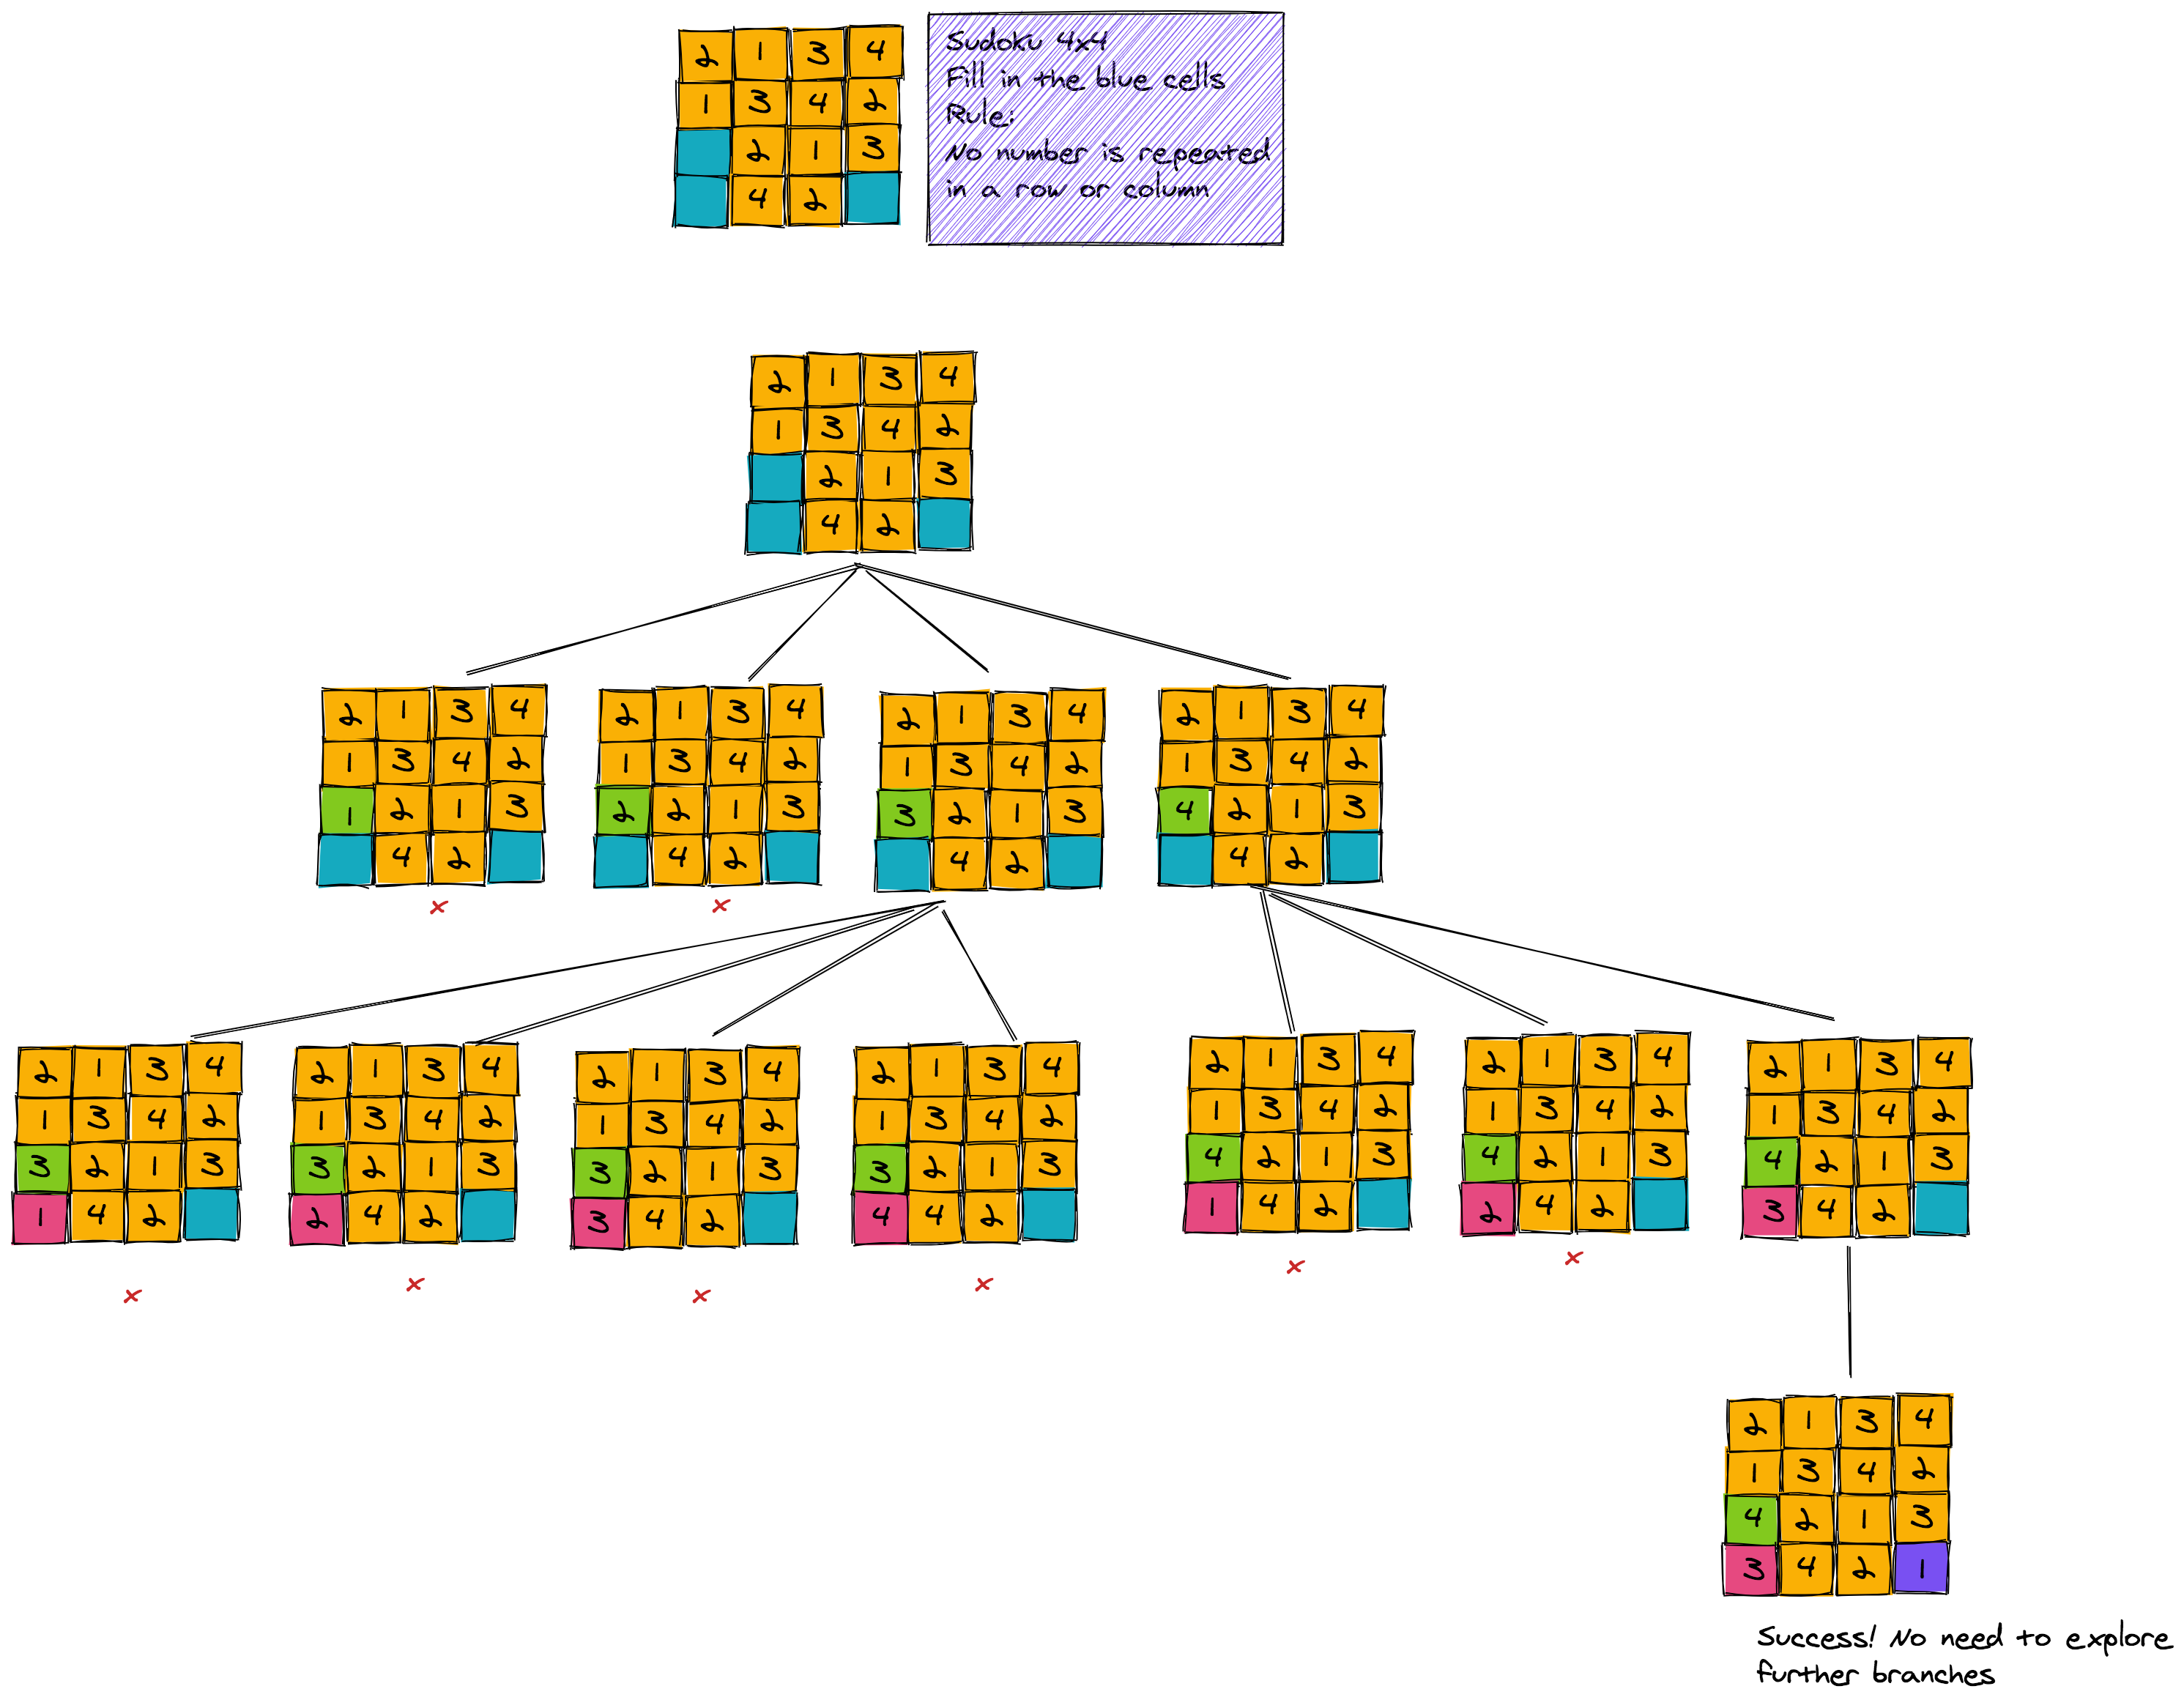 2 1 3 4
1 3 4 2
2 1 3
4 2
Sudoku 4x4
Fill in the blue cells
Rule:
No number is repeated
in a row or column
2 1 3 4
1 3 4 2
2 1 3
4 2
2 1 3 4
1 3 4 2
1 2 1 3
4 2
x
2 1 3 4
1 3 4 2
2 2 1 3
4 2
x
2 1 3 4
1 3 4 2
3 2 1 3
4 2
2 1 3 4
1 3 4 2
4 2 1 3
4 2
2 1 3 4
1 3 4 2
3 2 1 3
1 4 2
x
2 1 3 4
1 3 4 2
3 2 1 3
2 4 2
x
2 1 3 4
1 3 4 2
3 2 1 3
3 4 2
x
2 1 3 4
1 3 4 2
3 2 1 3
4 4 2
x
2 1 3 4
1 3 4 2
4 2 1 3
1 4 2
x
2 1 3 4
1 3 4 2
4 2 1 3
2 4 2
x
2 1 3 4
1 3 4 2
4 2 1 3
3 4 2
2 1 3 4
1 3 4 2
4 2 1 3
3 4 2 1
Success! No need to explore
further branches